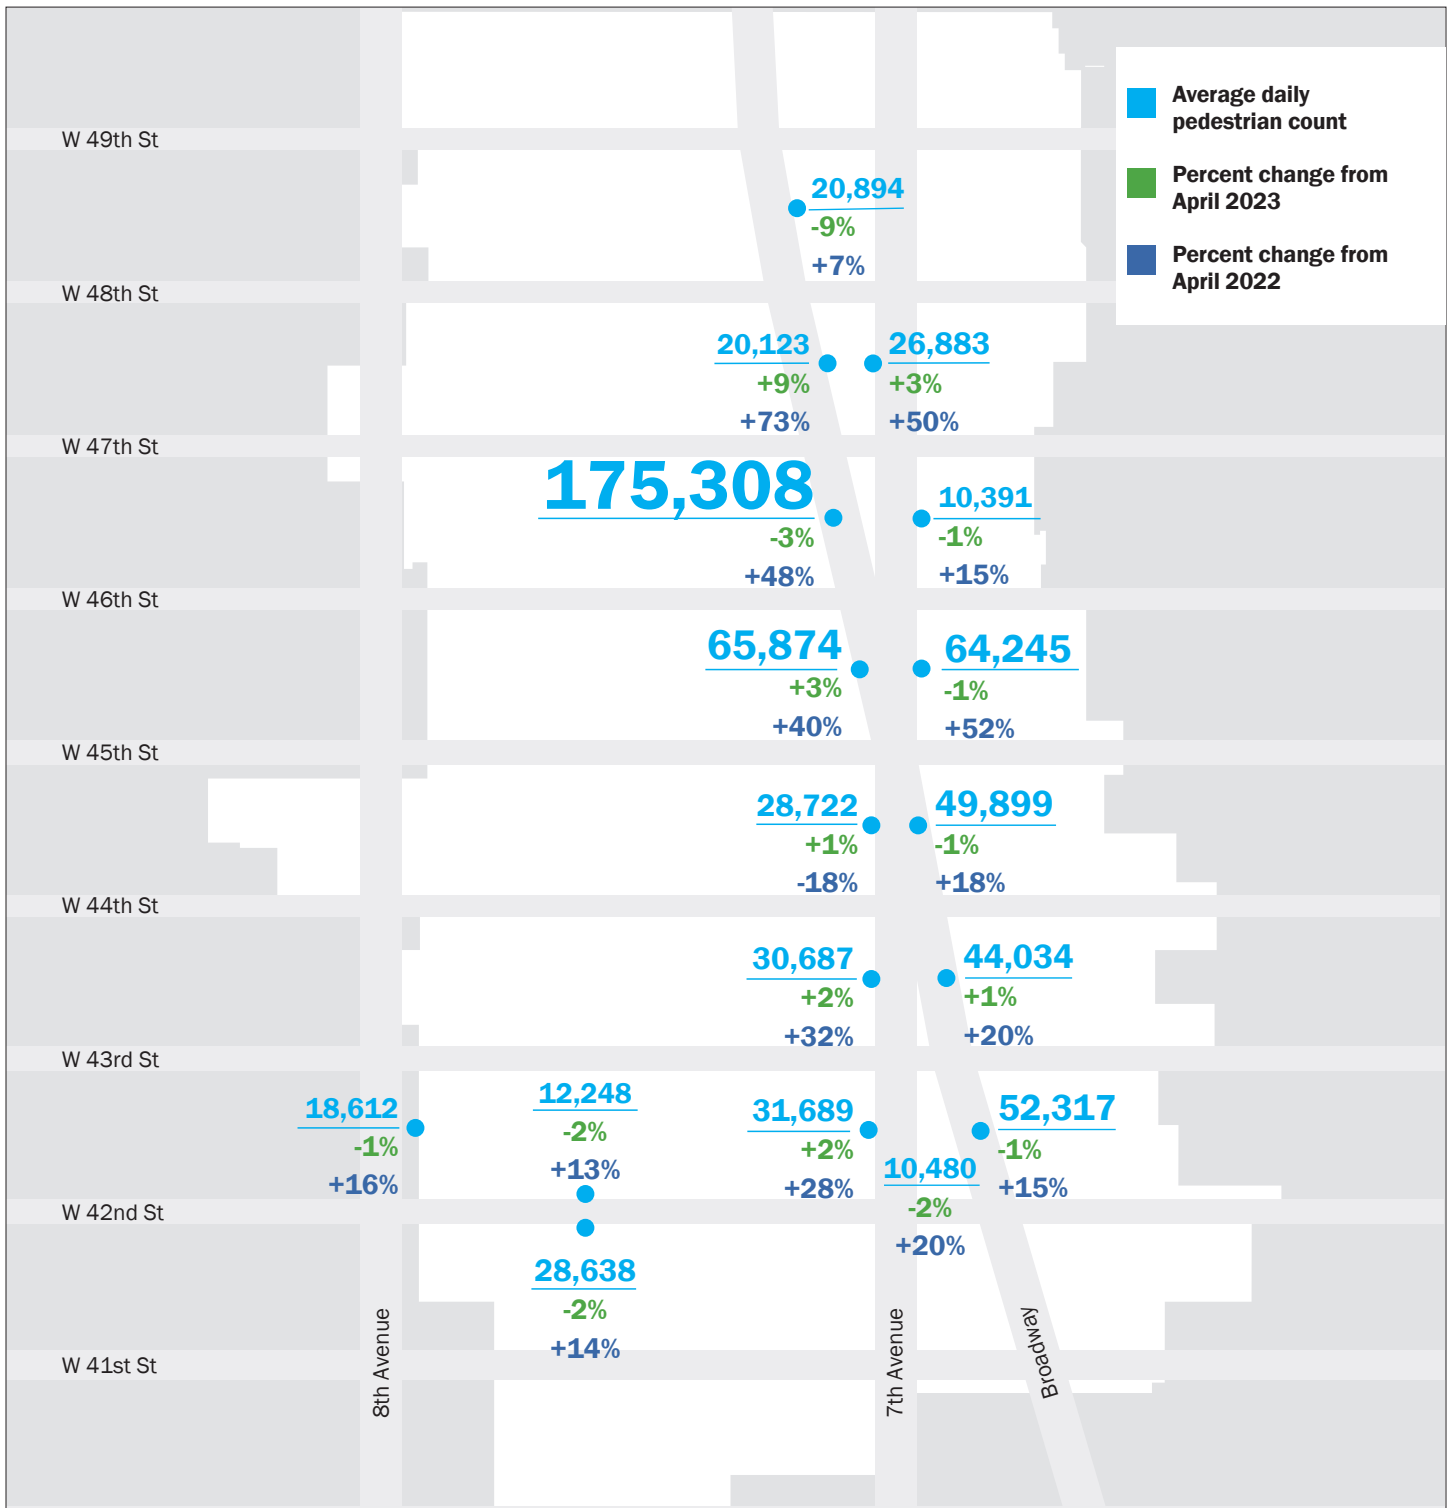 Average daily
pedestrian count
Percent change from
April 2023
Percent change from
April 2022
W 49th St
20,894
-9%
+7%
W 48th St
20,123
+9%
+73%
26,883
+3%
+50%
W 47th St
175,308
-3%
+48%
10,391
-1%
+15%
W 46th St
65,874
+3%
+40%
64,245
-1%
+52%
W 45th St
28,722
+1%
-18%
49,899
-1%
+18%
W 44th St
30,687
+2%
+32%
44,034
+1%
+20%
W 43rd St
18,612
-1%
+16%
12,248
-2%
+13%
31,689
+2%
+28%
10,480
-2%
+20%
52,317
-1%
+15%
W 42nd St
28,638
-2%
+14%
W 41st St
8th Avenue
7th Avenue
Broadway